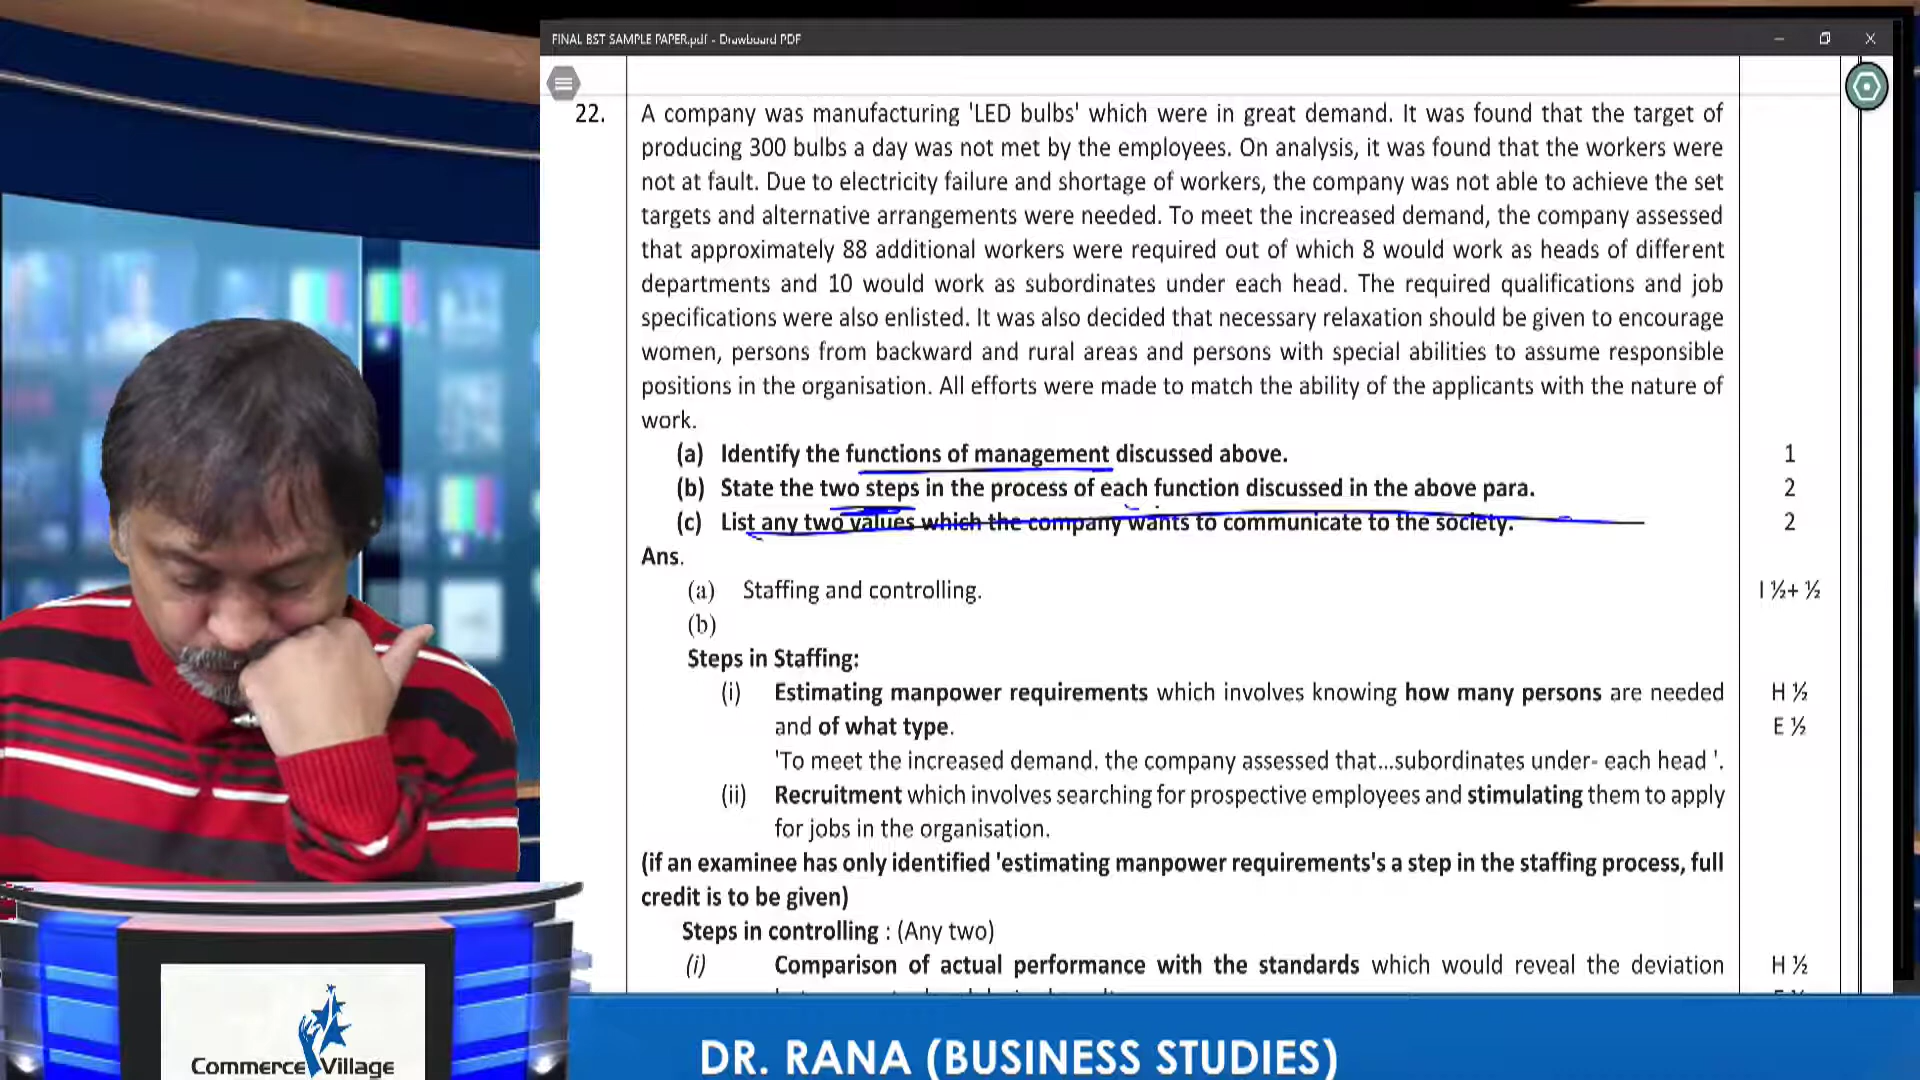 FINAL BST SAMPLE PAPER.pdf - Drawboard PDF
22. A company was manufacturing 'LED bulbs' which were in great demand. It was found that the target of
producing 300 bulbs a day was not met by the employees. On analysis, it was found that the workers were
not at fault. Due to electricity failure and shortage of workers, the company was not able to achieve the set
targets and alternative arrangements were needed. To meet the increased demand, the company assessed
that approximately 88 additional workers were required out of which 8 would work as heads of different
departments and 10 would work as subordinates under each head. The required qualifications and job
specifications were also enlisted. It was also decided that necessary relaxation should be given to encourage
women, persons from backward and rural areas and persons with special abilities to assume responsible
positions in the organisation. All efforts were made to match the ability of the applicants with the nature of
work.
(a) Identify the functions of management discussed above. 1
(b) State the two steps in the process of each function discussed in the above para. 2
(c) List any two values which the company wants to communicate to the society. 2
Ans.
(a) Staffing and controlling. I ½+ ½
(b)
Steps in Staffing:
(i) Estimating manpower requirements which involves knowing how many persons are needed H ½
and of what type. E ½
'To meet the increased demand. the company assessed that...subordinates under- each head '.
(ii) Recruitment which involves searching for prospective employees and stimulating them to apply
for jobs in the organisation.
(if an examinee has only identified 'estimating manpower requirements's a step in the staffing process, full
credit is to be given)
Steps in controlling : (Any two)
(i) Comparison of actual performance with the standards which would reveal the deviation H ½
Commerce Village
DR. RANA (BUSINESS STUDIES)